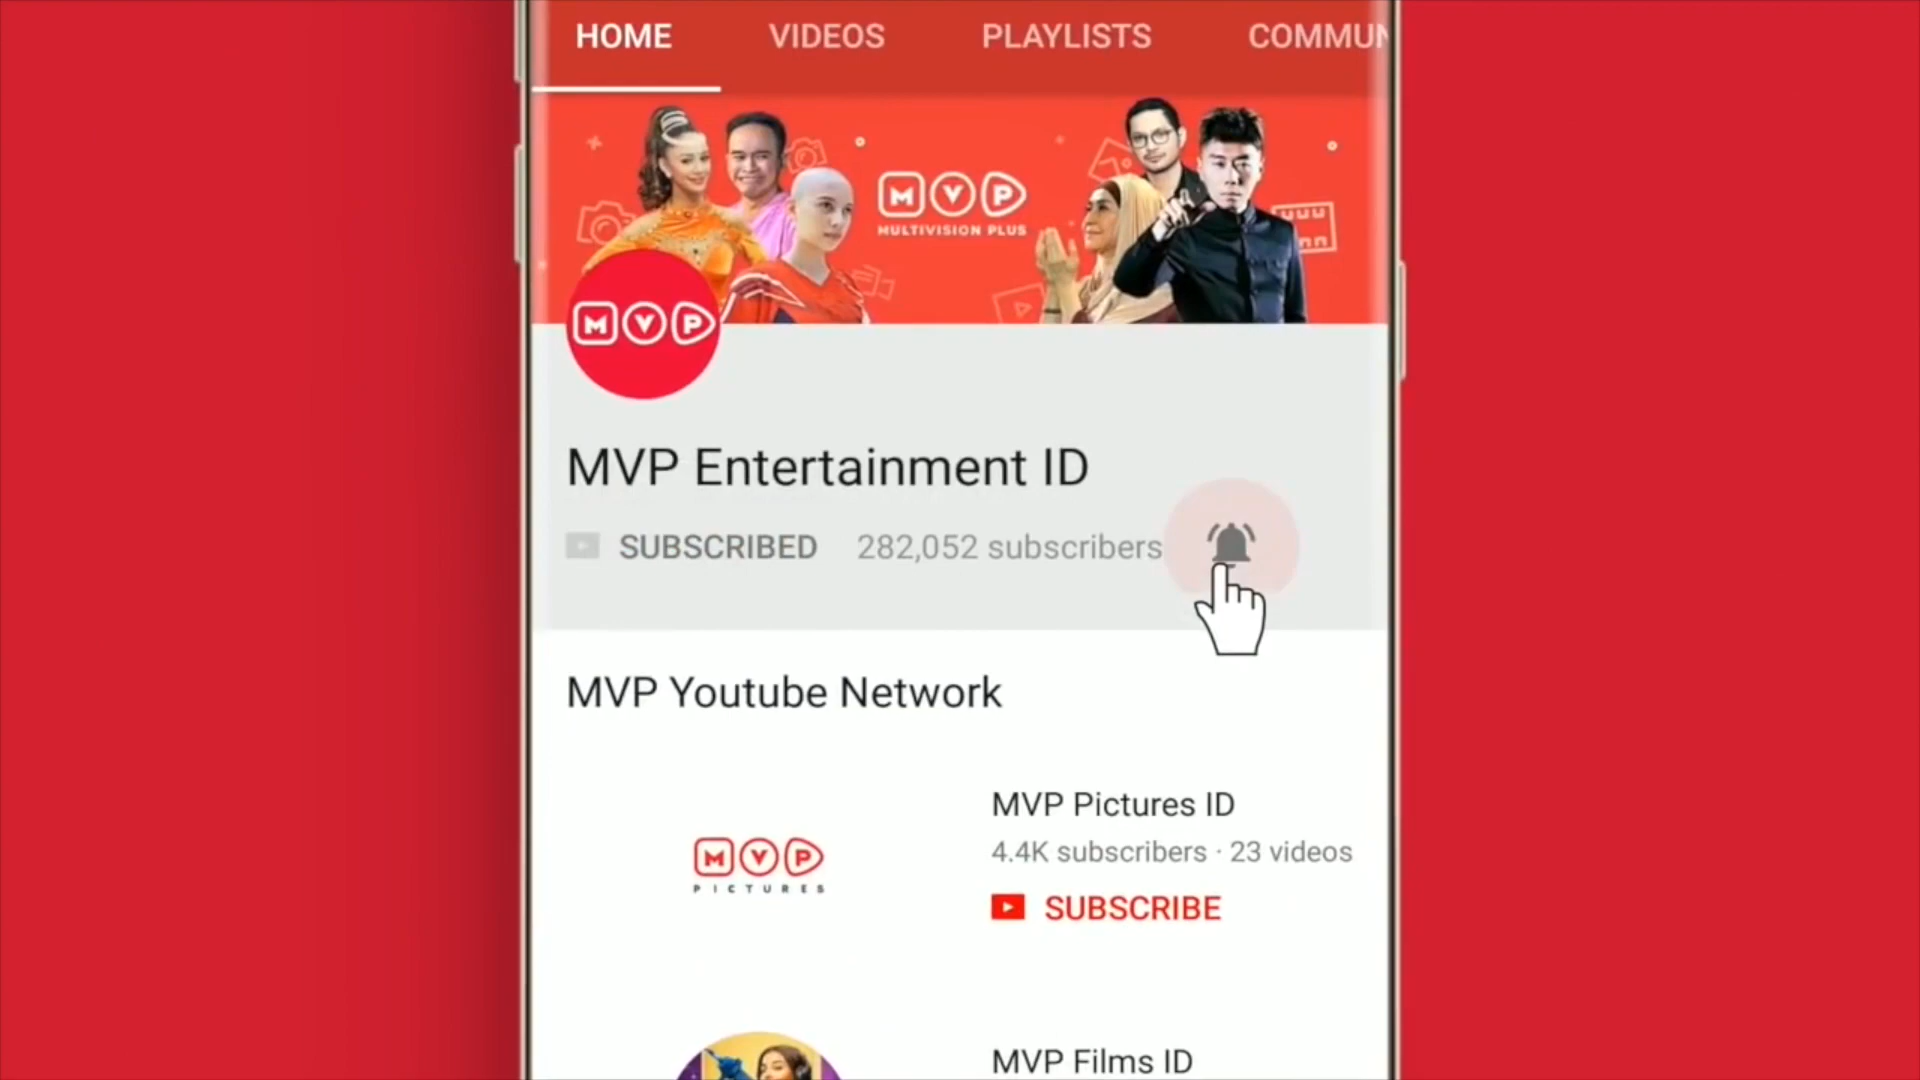 HOME VIDEOS PLAYLISTS COMMUN
MVP
MULTIVISION PLUS
MVP
MVP Entertainment ID
SUBSCRIBED 282,052 subscribers
MVP Youtube Network
MVP Pictures ID
4.4K subscribers · 23 videos
MVP
PICTURES
SUBSCRIBE
MVP Films ID